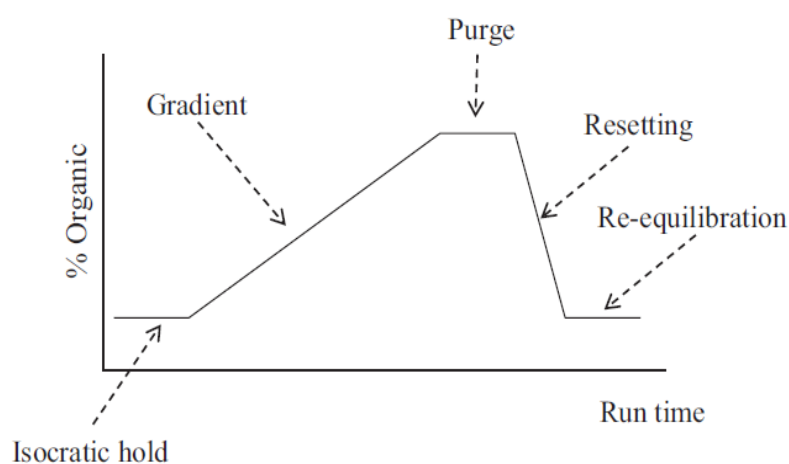 Purge
Gradient
Resetting
% Organic
Re-equilibration
Run time
Isocratic hold